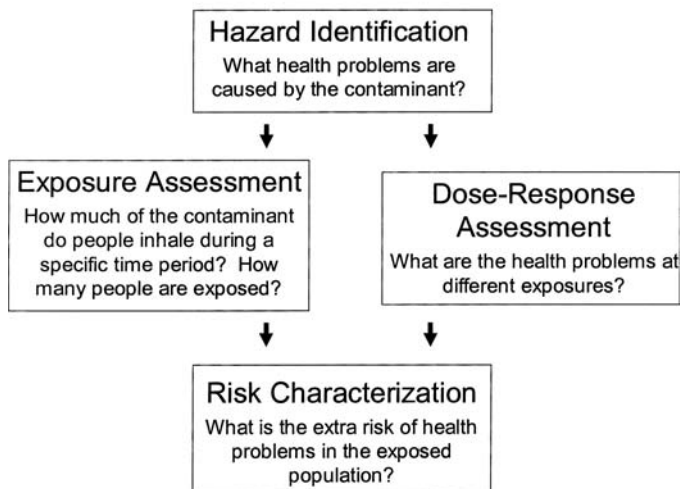 Hazard Identification
What health problems are
caused by the contaminant?
Exposure Assessment
How much of the contaminant
do people inhale during a
specific time period?  How
many people are exposed?
Dose-Response
Assessment
What are the health problems at
different exposures?
Risk Characterization
What is the extra risk of health
problems in the exposed
population?